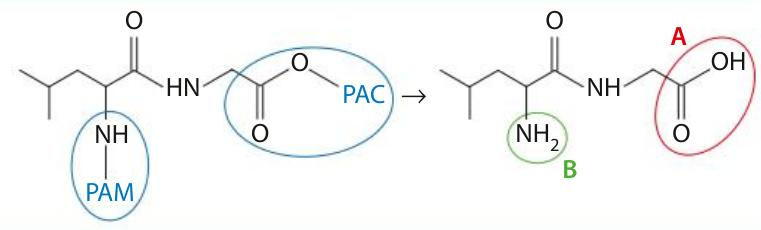 O O
A
O OH
HN NH
PAC →
NH O NH₂ O
B
PAM